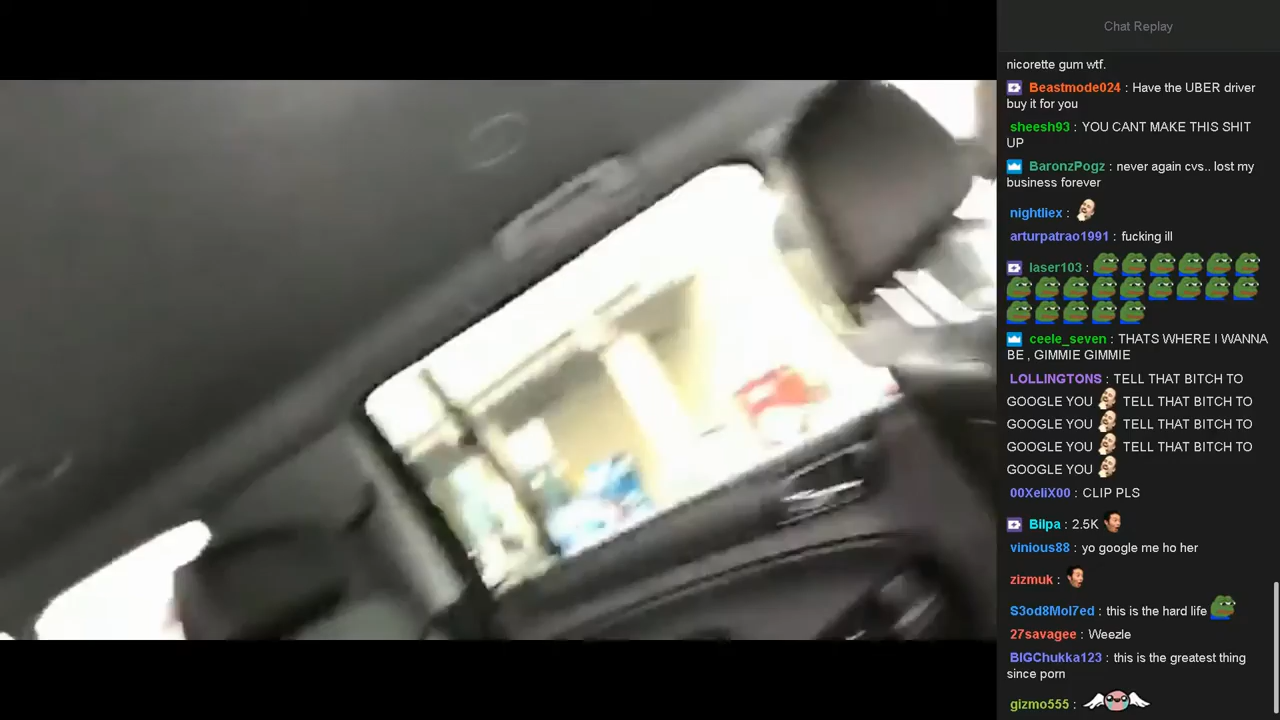 Chat Replay
nicorette gum wtf.
Beastmode024 : Have the UBER driver
buy it for you
sheesh93 : YOU CANT MAKE THIS SHIT
UP
BaronzPogz : never again cvs.. lost my
business forever
nightliex :
arturpatrao1991 : fucking ill
laser103 :
ceele_seven : THATS WHERE I WANNA
BE , GIMMIE GIMMIE
LOLLINGTONS : TELL THAT BITCH TO
GOOGLE YOU TELL THAT BITCH TO
GOOGLE YOU TELL THAT BITCH TO
GOOGLE YOU TELL THAT BITCH TO
GOOGLE YOU
00XeliX00 : CLIP PLS
Bilpa : 2.5K
vinious88 : yo google me ho her
zizmuk :
S3od8Mol7ed : this is the hard life
27savagee : Weezle
BIGChukka123 : this is the greatest thing
since porn
gizmo555 :